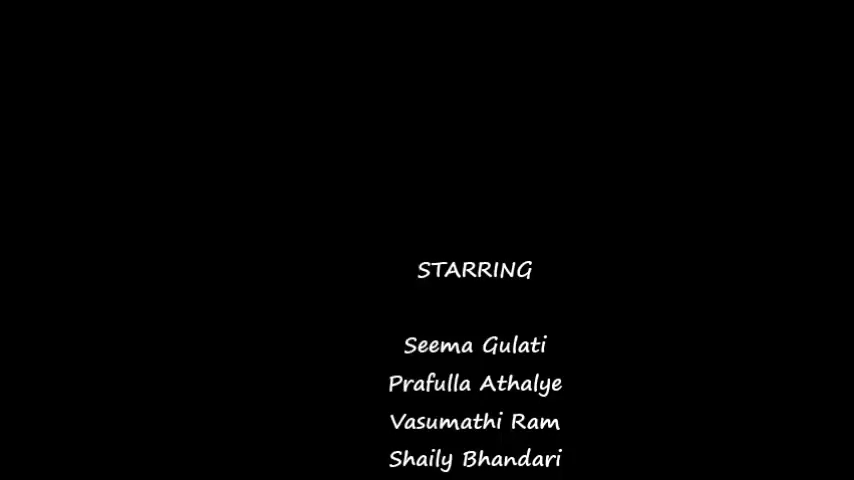 STARRING
Seema Gulati
Prafulla Athalye
Vasumathi Ram
Shaily Bhandari